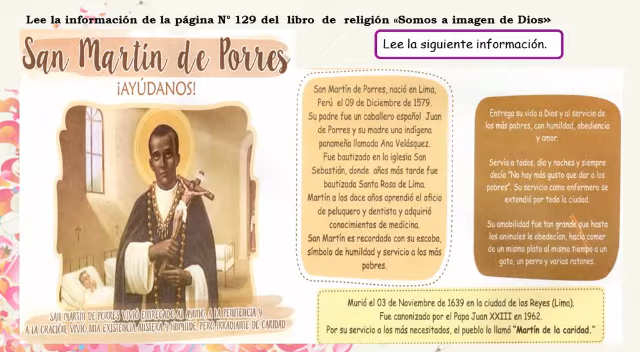 Lee la información de la página N° 129 del libro de religión «Somos a imagen de Dios»
San Martín de Porres
¡AYÚDANOS!
Lee la siguiente información.
San Martín de Porres, nació en Lima,
Perú el 09 de Diciembre de 1579.
Su padre fue un caballero español Juan
de Porres y su madre una indígena
panameña llamada Ana Velásquez.
Fue bautizado en la iglesia San
Sebastián, donde años más tarde fue
bautizada Santa Rosa de Lima.
Martín a los doce años aprendió el oficio
de peluquero y dentista y adquirió
conocimientos de medicina.
San Martín es recordado con su escoba,
símbolo de humildad y servicio a los más
pobres.
Entrega su vida a Dios y al servicio de
los más pobres, con humildad, obediencia
y amor.
Servía a todos, día y noches y siempre
decía "No hay más gusto que dar a los
pobres". Su servicio como enfermero se
extendió por toda la ciudad.
Su amabilidad fue tan grande que hasta
los animales le obedecían, hacía comer
de un mismo plato al mismo tiempo a un
gato, un perro y varios ratones.
SAN MARTÍN DE PORRES VIVIÓ ENTREGADO AL AYUNO A LA PENITENCIA Y
A LA ORACIÓN. VIVIÓ UNA EXISTENCIA AUSTERA Y HUMILDE PERO IRRADIANTE DE CARIDAD
Murió el 03 de Noviembre de 1639 en la ciudad de los Reyes (Lima).
Fue canonizado por el Papa Juan XXIII en 1962.
Por su servicio a los más necesitados, el pueblo lo llamó "Martín de la caridad."